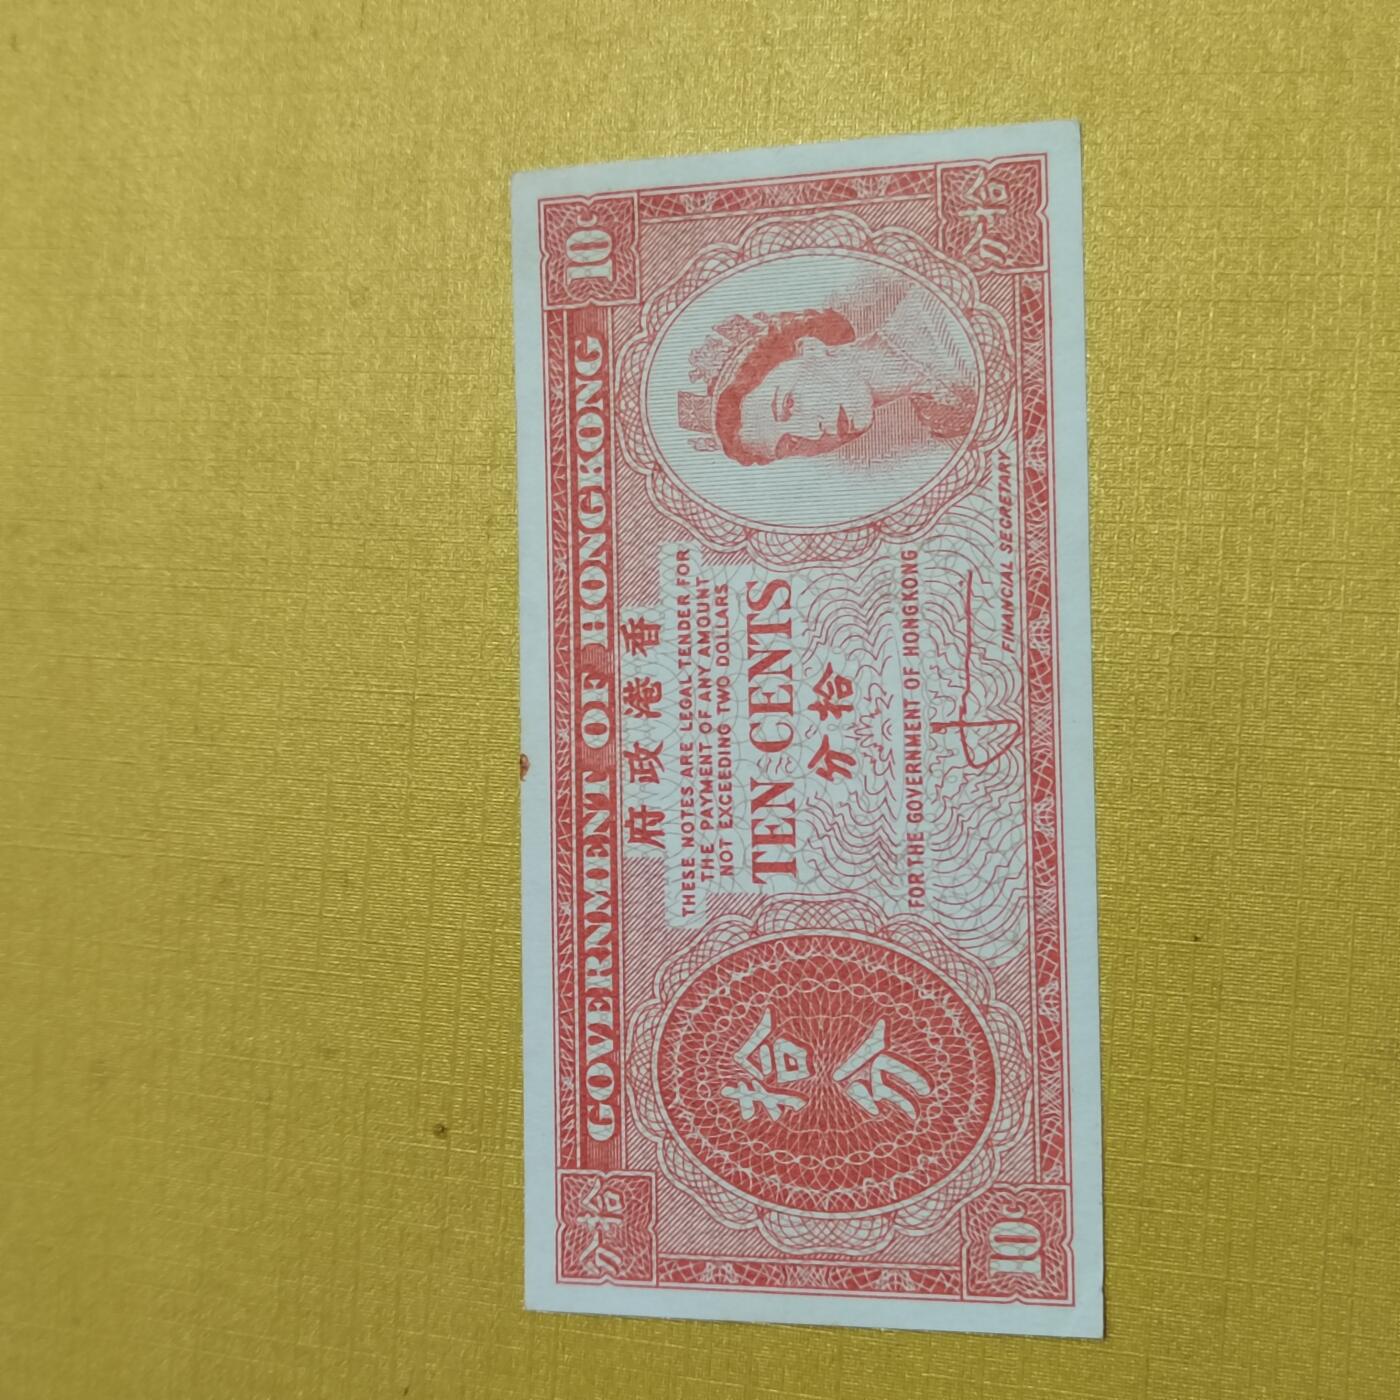 GOVERNMENT OF HONGKONG
10¢
拾分
府政港香
THESE NOTES ARE LEGAL TENDER FOR
THE PAYMENT OF ANY AMOUNT
NOT EXCEEDING TWO DOLLARS
TEN CENTS
分拾
拾
分
FOR THE GOVERNMENT OF HONGKONG
FINANCIAL SECRETARY
10¢
拾分